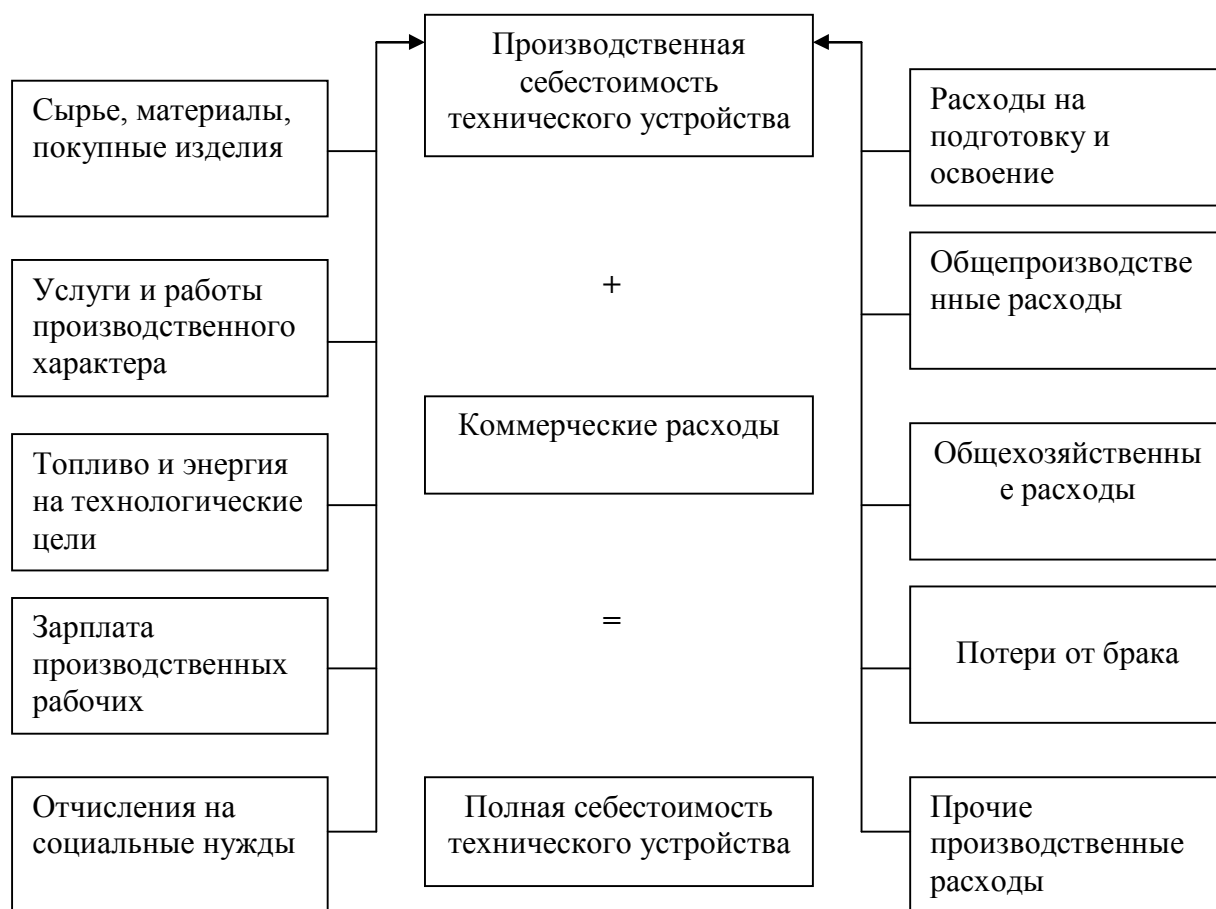 Производственная
себестоимость
технического устройства
Сырье, материалы,
покупные изделия
Расходы на
подготовку и
освоение
Услуги и работы
производственного
характера
+
Общепроизводстве
нные расходы
Коммерческие расходы
Топливо и энергия
на технологические
цели
Общехозяйственны
е расходы
Зарплата
производственных
рабочих
=
Потери от брака
Отчисления на
социальные нужды
Полная себестоимость
технического устройства
Прочие
производственные
расходы